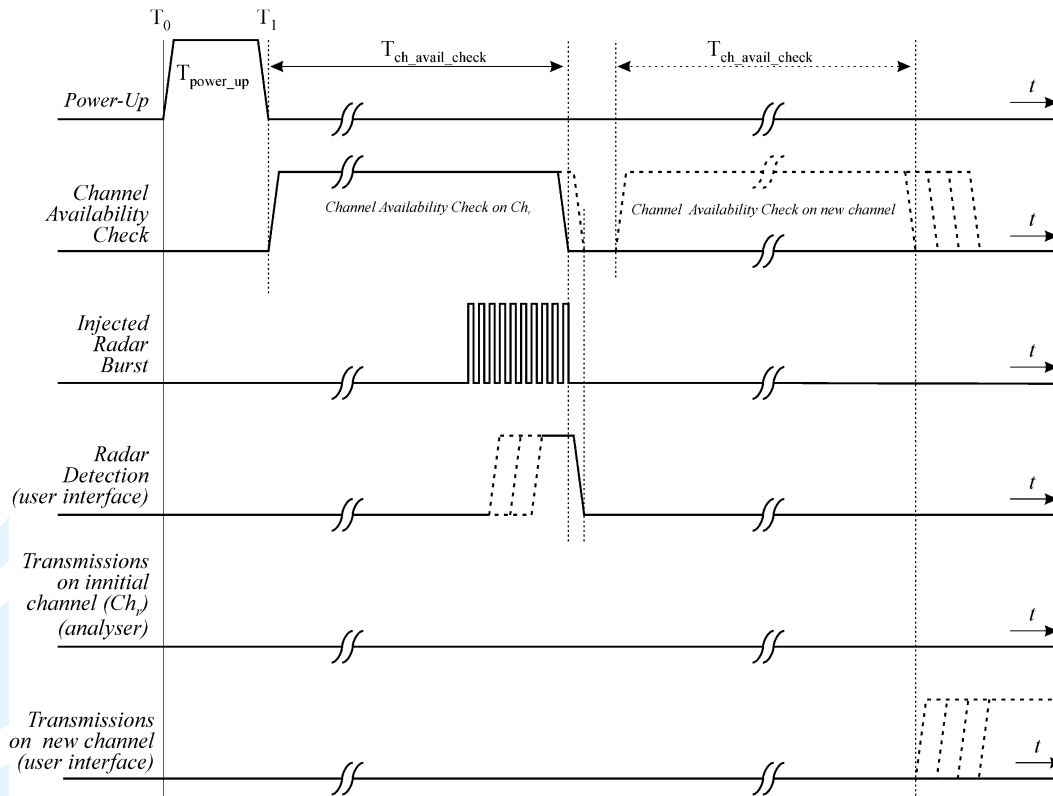 T0 T1
Tch_avail_check Tch_avail_check
Tpower_up
t
Power-Up
Channel
Availability
Check
Channel Availability Check on Chr
Channel Availability Check on new channel
t
Injected
Radar
Burst
t
Radar
Detection
(user interface)
t
Transmissions
on innitial
channel (Chr)
(analyser)
t
Transmissions
on new channel
(user interface)
t